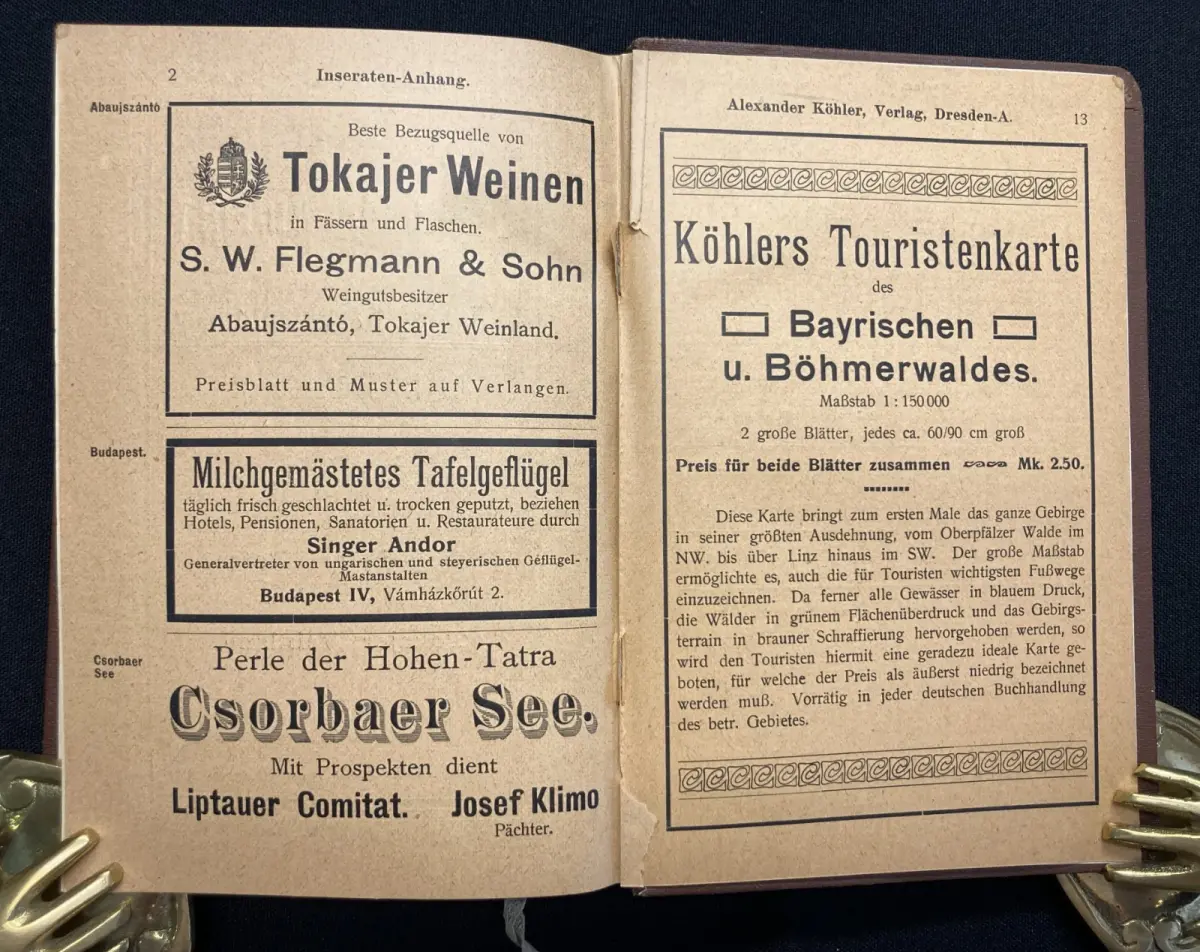 2
Inseraten-Anhang.
Abaujszántó
Beste Bezugsquelle von
Tokajer Weinen
in Fässern und Flaschen.
S. W. Flegmann & Sohn
Weingutsbesitzer
Abaujszántó, Tokajer Weinland.
Preisblatt und Muster auf Verlangen.
Budapest.
Milchgemästetes Tafelgeflügel
täglich frisch geschlachtet u. trocken geputzt, beziehen
Hotels, Pensionen, Sanatorien u. Restaurateure durch
Singer Andor
Generalvertreter von ungarischen und steyerischen Geflügel-
Mastanstalten
Budapest IV, Vámházkőrút 2.
Csorbaer
See
Perle der Hohen-Tatra
Csorbaer See.
Mit Prospekten dient
Liptauer Comitat. Josef Klimo
Pächter.
Alexander Köhler, Verlag, Dresden-A.
13
Köhlers Touristenkarte
des
Bayrischen
u. Böhmerwaldes.
Maßstab 1 : 150 000
2 große Blätter, jedes ca. 60/90 cm groß
Preis für beide Blätter zusammen Mk. 2.50.
Diese Karte bringt zum ersten Male das ganze Gebirge
in seiner größten Ausdehnung, vom Oberpfälzer Walde im
NW. bis über Linz hinaus im SW. Der große Maßstab
ermöglichte es, auch die für Touristen wichtigsten Fußwege
einzuzeichnen. Da ferner alle Gewässer in blauem Druck,
die Wälder in grünem Flächenüberdruck und das Gebirgs-
terrain in brauner Schraffierung hervorgehoben werden, so
wird den Touristen hiermit eine geradezu ideale Karte ge-
boten, für welche der Preis als äußerst niedrig bezeichnet
werden muß. Vorrätig in jeder deutschen Buchhandlung
des betr. Gebietes.